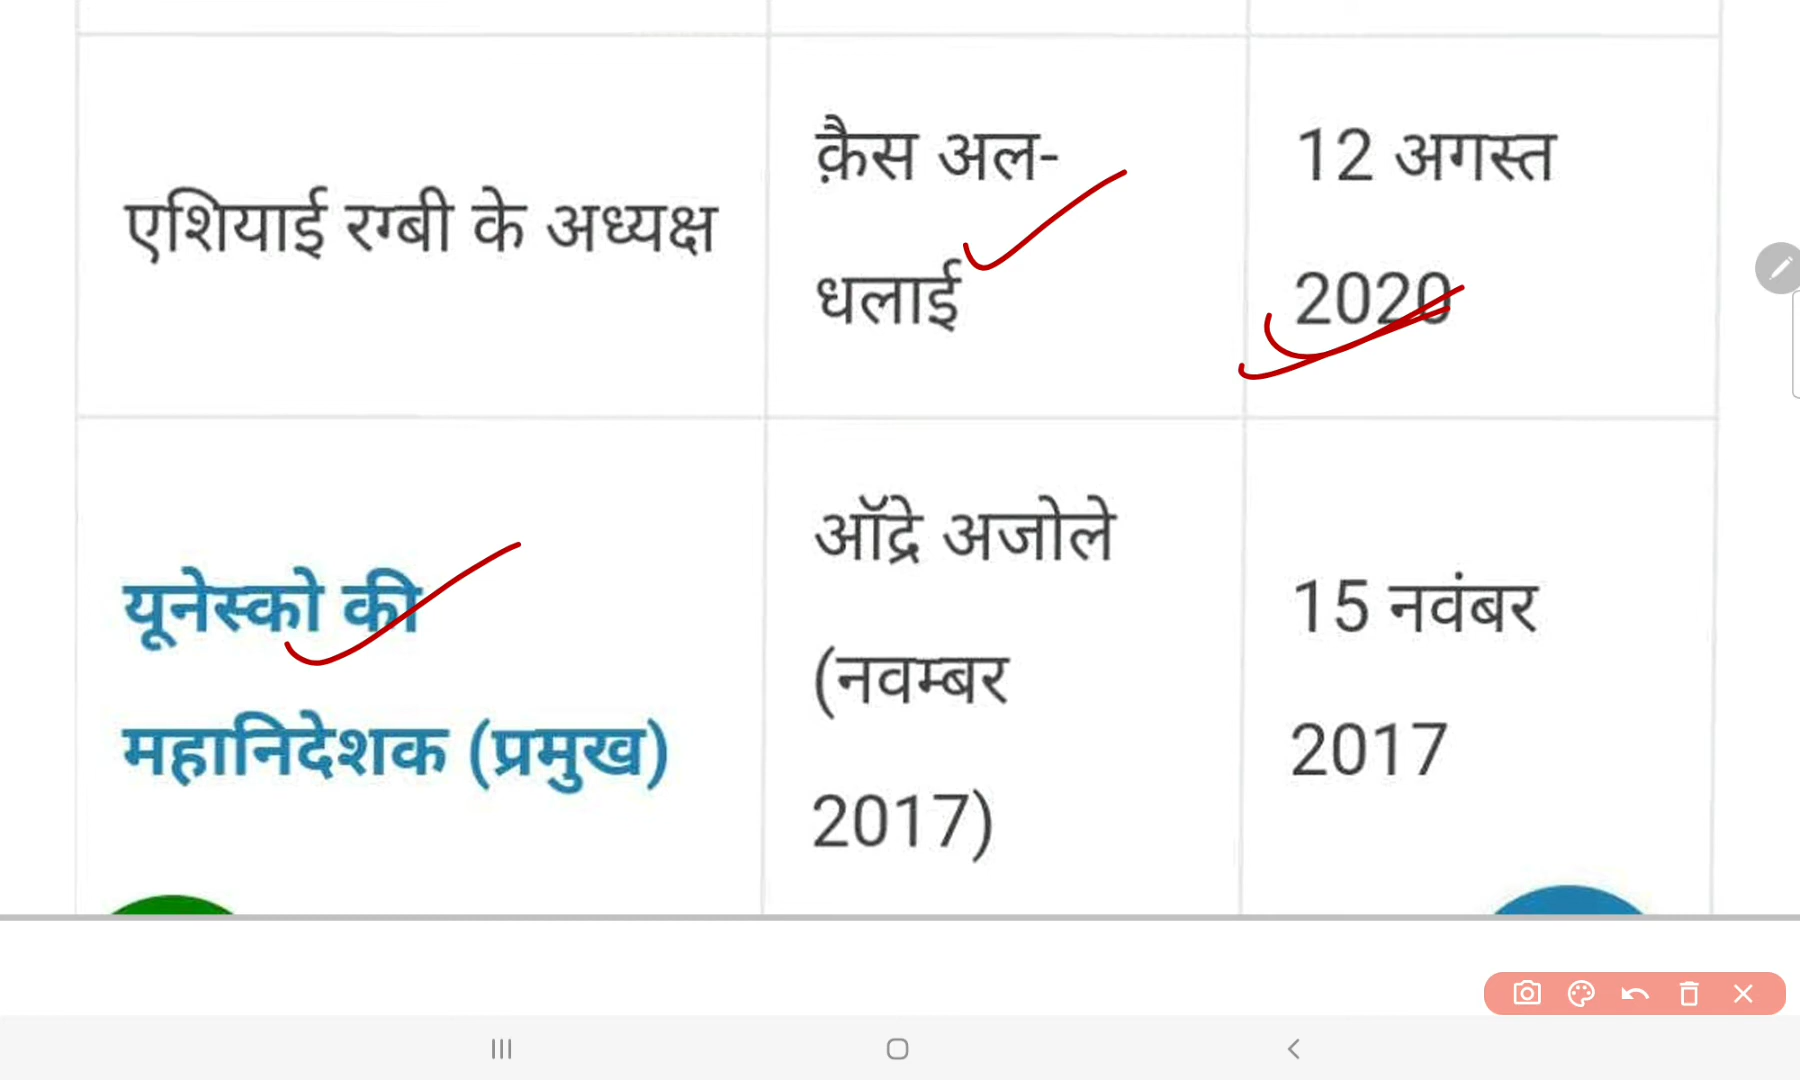 एशियाई रग्बी के अध्यक्ष
क़ैस अल-
धलाई
12 अगस्त
2020
यूनेस्को की
महानिदेशक (प्रमुख)
ऑद्रे अजोले
(नवम्बर
2017)
15 नवंबर
2017